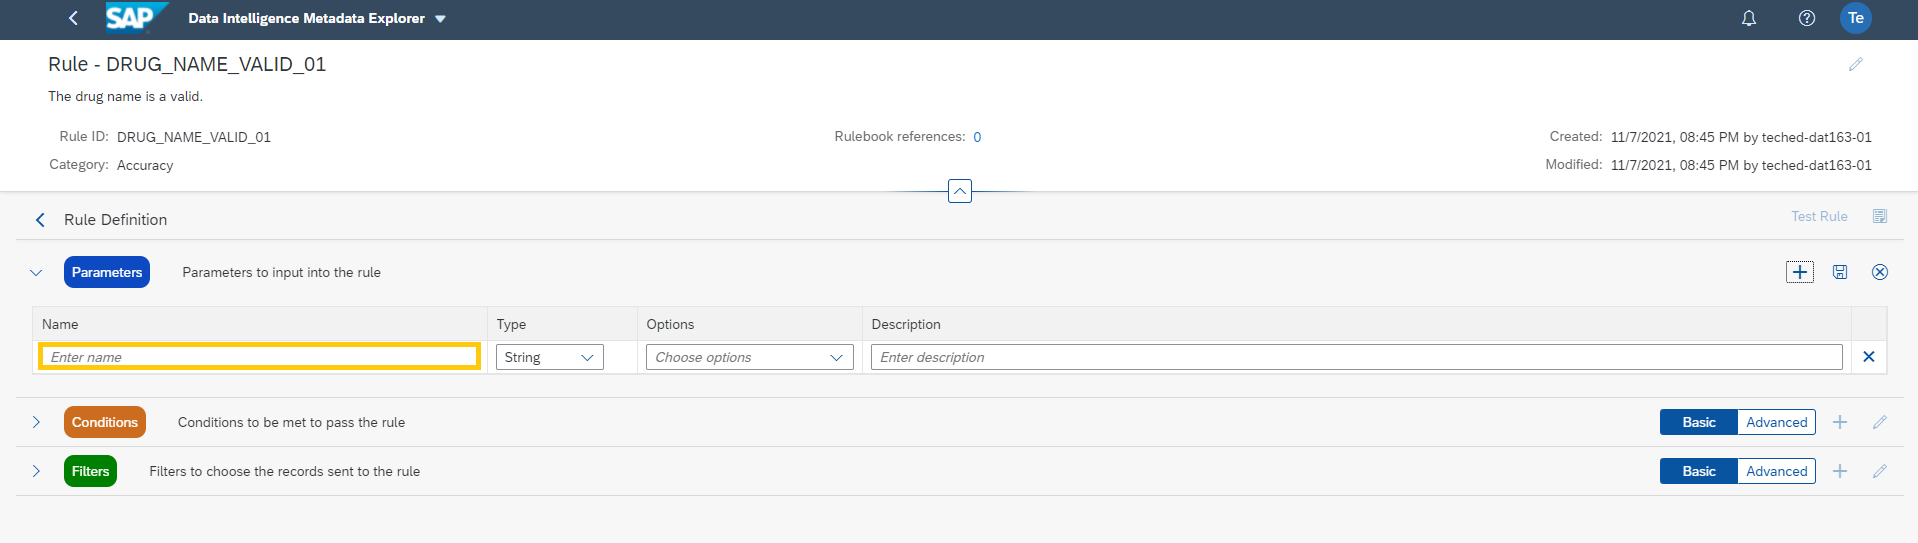 SAP Data Intelligence Metadata Explorer Te
Rule - DRUG_NAME_VALID_01
The drug name is a valid.
Rule ID: DRUG_NAME_VALID_01 Rulebook references: 0 Created: 11/7/2021, 08:45 PM by teched-dat163-01
Category: Accuracy Modified: 11/7/2021, 08:45 PM by teched-dat163-01
Rule Definition Test Rule
Parameters Parameters to input into the rule
Name Type Options Description
Enter name String Choose options Enter description
Conditions Conditions to be met to pass the rule Basic Advanced
Filters Filters to choose the records sent to the rule Basic Advanced